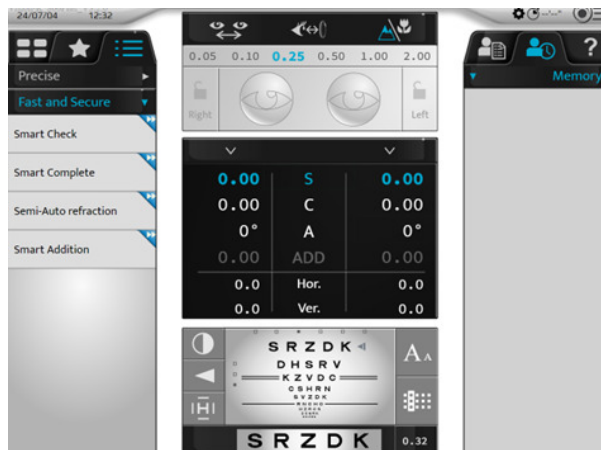 24/07/04 12:32
0.05 0.10 0.25 0.50 1.00 2.00
Right
Left
?
Precise
Fast and Secure
Smart Check
Smart Complete
Semi-Auto refraction
Smart Addition
Memory
0.00 S 0.00
0.00 C 0.00
0° A 0°
0.00 ADD 0.00
0.0 Hor. 0.0
0.0 Ver. 0.0
S R Z D K
D H S R V
K Z V D C
C S H R N
S V Z D K
H
A A
S R Z D K 0.32